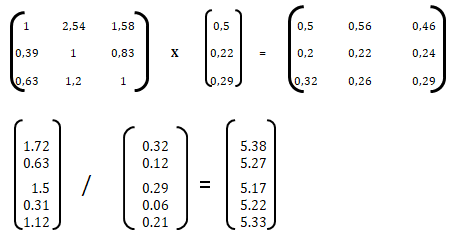 1 2,54 1,58 0,5 0,5 0,56 0,46
0,39 1 0,83 x 0,22 = 0,2 0,22 0,24
0,63 1,2 1 0,29 0,32 0,26 0,29
1.72 0.32 5.38
0.63 0.12 5.27
1.5 / 0.29 = 5.17
0.31 0.06 5.22
1.12 0.21 5.33